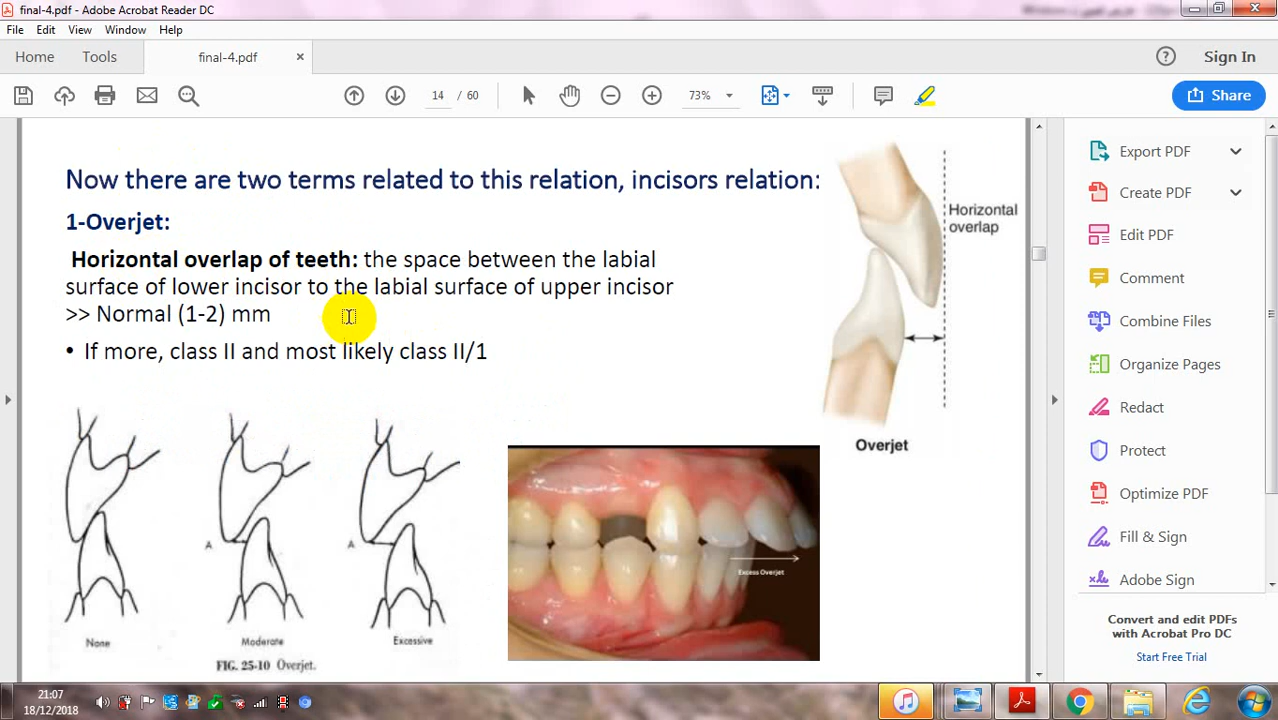 final-4.pdf - Adobe Acrobat Reader DC
File Edit View Window Help
Home Tools final-4.pdf × ? Sign In
14 / 60 73% Share
Now there are two terms related to this relation, incisors relation:
1-Overjet:
Horizontal overlap of teeth: the space between the labial
surface of lower incisor to the labial surface of upper incisor
>> Normal (1-2) mm
• If more, class II and most likely class II/1
Horizontal
overlap
Overjet
A
A
None Moderate Excessive
FIG. 25-10 Overjet.
Excess Overjet
Export PDF
Create PDF
Edit PDF
Comment
Combine Files
Organize Pages
Redact
Protect
Optimize PDF
Fill & Sign
Adobe Sign
Convert and edit PDFs
with Acrobat Pro DC
Start Free Trial
21:07
18/12/2018